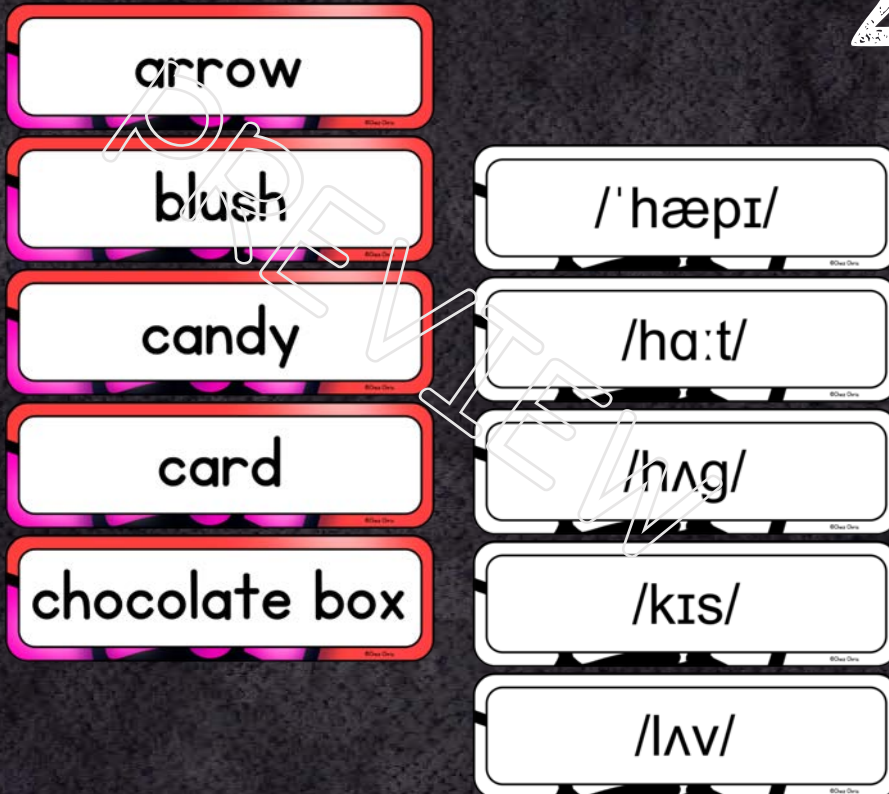 arrow
blush
candy
card
chocolate box
/ˈhæpɪ/
/hɑːt/
/hʌg/
/kɪs/
/lʌv/
PREVIEW